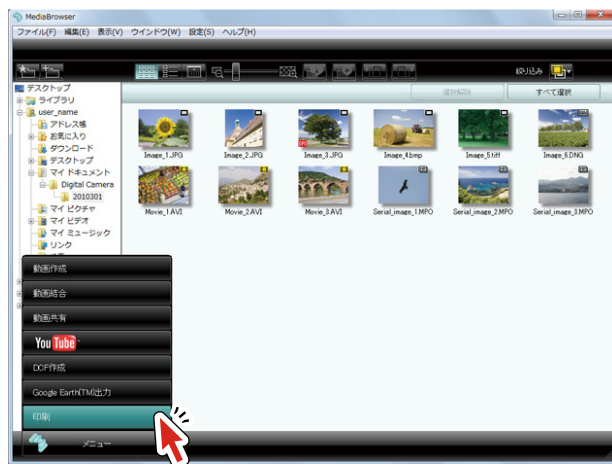 MediaBrowser
ファイル(F) 編集(E) 表示(V) ウインドウ(W) 設定(S) ヘルプ(H)
絞り込み
デスクトップ
選択解除 すべて選択
ライブラリ
user_name
アドレス帳
お気に入り
ダウンロード
デスクトップ
マイ ドキュメント
Digital Camera
2010301
マイ ピクチャ
マイ ビデオ
マイ ミュージック
リンク
Image_1.JPG Image_2.JPG Image_3.JPG Image_4.bmp Image_5.tiff Image_6.DNG
Movie_1.AVI Movie_2.AVI Movie_3.AVI Serial_image_1.MPO Serial_image_2.MPO Serial_image_3.MPO
動画作成
動画結合
動画共有
YouTube
DCF作成
Google Earth(TM)出力
印刷
メニュー